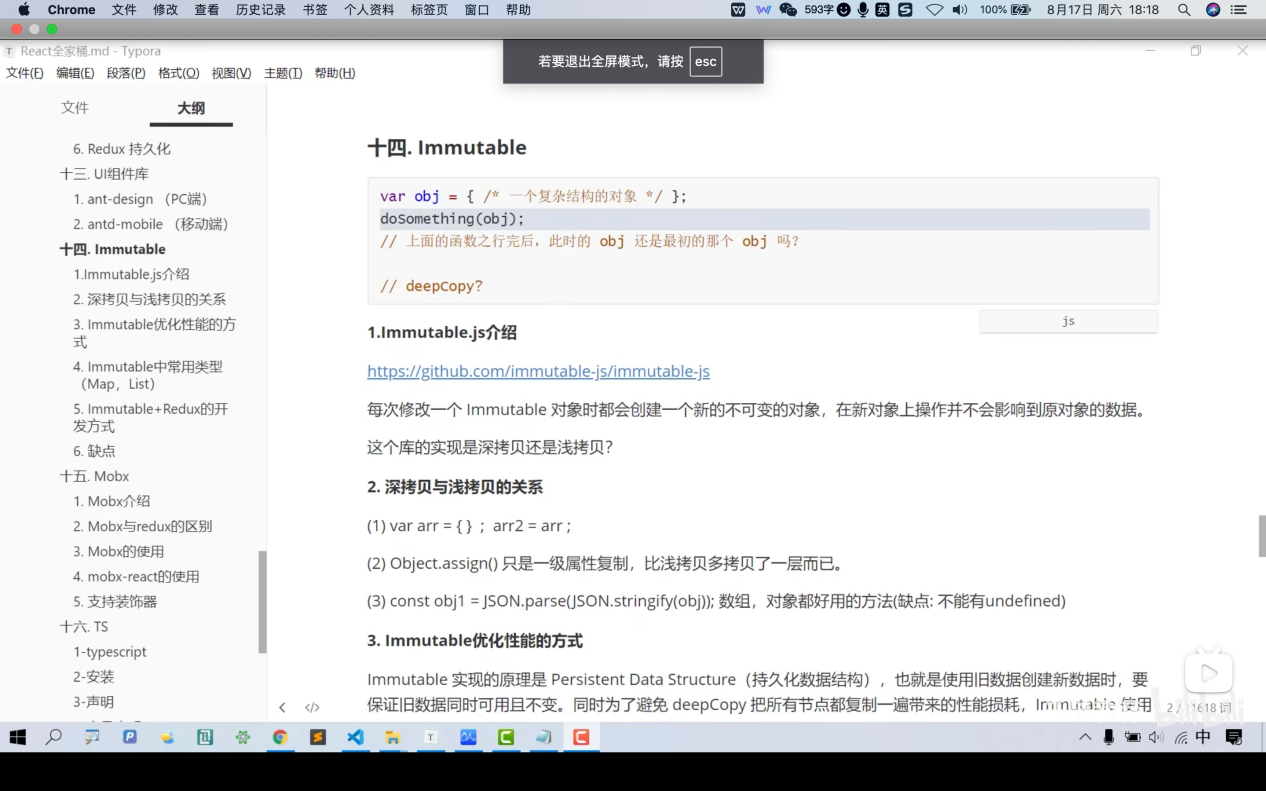 Chrome 文件 修改 查看 历史记录 书签 个人资料 标签页 窗口 帮助 593字 英 100% 8月17日 周六 18:18
React全家桶.md - Typora
若要退出全屏模式，请按 esc
文件(F) 编辑(E) 段落(P) 格式(O) 视图(V) 主题(T) 帮助(H)
文件 大纲
6. Redux 持久化
十三. UI组件库
1. ant-design （PC端）
2. antd-mobile （移动端）
十四. Immutable
1.Immutable.js介绍
2. 深拷贝与浅拷贝的关系
3. Immutable优化性能的方
式
4. Immutable中常用类型
（Map，List）
5. Immutable+Redux的开
发方式
6. 缺点
十五. Mobx
1. Mobx介绍
2. Mobx与redux的区别
3. Mobx的使用
4. mobx-react的使用
5. 支持装饰器
十六. TS
1-typescript
2-安装
3-声明
十四. Immutable
var obj = { /* 一个复杂结构的对象 */ };
doSomething(obj);
// 上面的函数之行完后，此时的 obj 还是最初的那个 obj 吗？
// deepCopy?
js
1.Immutable.js介绍
https://github.com/immutable-js/immutable-js
每次修改一个 Immutable 对象时都会创建一个新的不可变的对象，在新对象上操作并不会影响到原对象的数据。
这个库的实现是深拷贝还是浅拷贝？
2. 深拷贝与浅拷贝的关系
(1) var arr = { } ；arr2 = arr ;
(2) Object.assign() 只是一级属性复制，比浅拷贝多拷贝了一层而已。
(3) const obj1 = JSON.parse(JSON.stringify(obj)); 数组，对象都好用的方法(缺点: 不能有undefined)
3. Immutable优化性能的方式
Immutable 实现的原理是 Persistent Data Structure（持久化数据结构），也就是使用旧数据创建新数据时，要
保证旧数据同时可用且不变。同时为了避免 deepCopy 把所有节点都复制一遍带来的性能损耗，Immutable 使用
bilibili
中